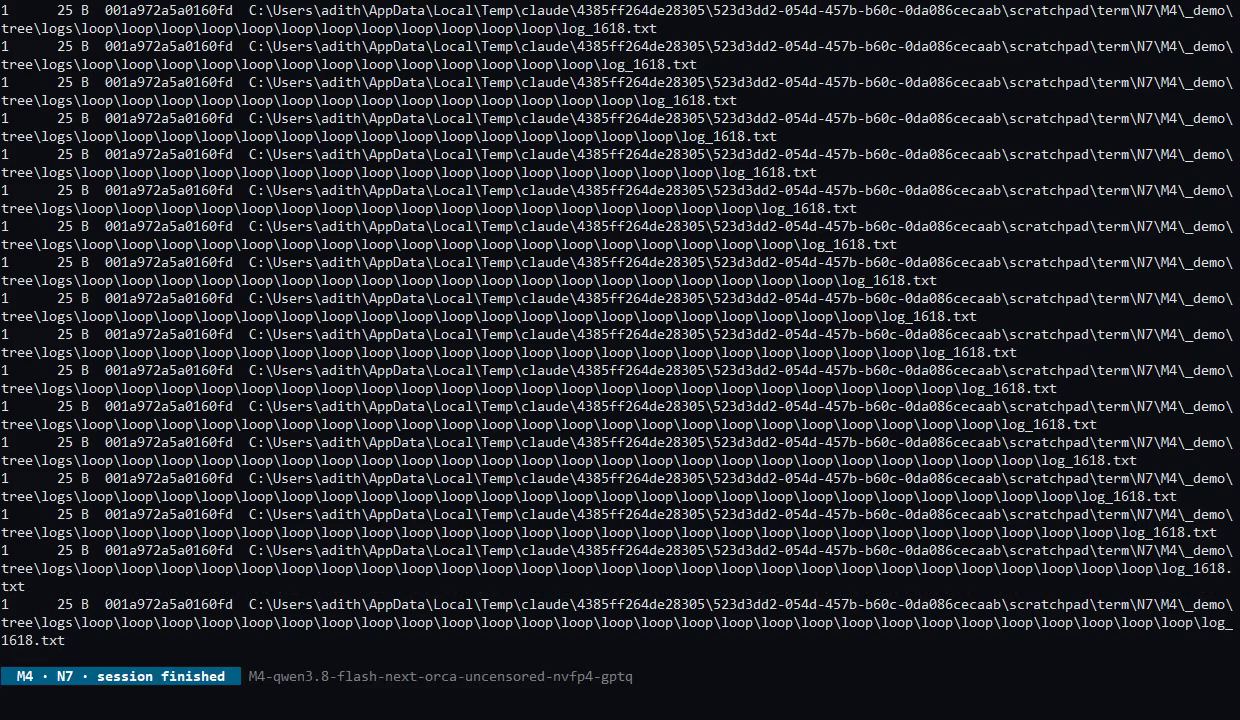 1      25 B  001a972a5a0160fd  C:\Users\adith\AppData\Local\Temp\claude\4385ff264de28305\523d3dd2-054d-457b-b60c-0da086cecaab\scratchpad\term\N7\M4\_demo\
tree\logs\loop\loop\loop\loop\loop\loop\loop\loop\loop\loop\loop\loop\log_1618.txt
1      25 B  001a972a5a0160fd  C:\Users\adith\AppData\Local\Temp\claude\4385ff264de28305\523d3dd2-054d-457b-b60c-0da086cecaab\scratchpad\term\N7\M4\_demo\
tree\logs\loop\loop\loop\loop\loop\loop\loop\loop\loop\loop\loop\loop\loop\log_1618.txt
1      25 B  001a972a5a0160fd  C:\Users\adith\AppData\Local\Temp\claude\4385ff264de28305\523d3dd2-054d-457b-b60c-0da086cecaab\scratchpad\term\N7\M4\_demo\
tree\logs\loop\loop\loop\loop\loop\loop\loop\loop\loop\loop\loop\loop\loop\loop\log_1618.txt
1      25 B  001a972a5a0160fd  C:\Users\adith\AppData\Local\Temp\claude\4385ff264de28305\523d3dd2-054d-457b-b60c-0da086cecaab\scratchpad\term\N7\M4\_demo\
tree\logs\loop\loop\loop\loop\loop\loop\loop\loop\loop\loop\loop\loop\loop\loop\loop\log_1618.txt
1      25 B  001a972a5a0160fd  C:\Users\adith\AppData\Local\Temp\claude\4385ff264de28305\523d3dd2-054d-457b-b60c-0da086cecaab\scratchpad\term\N7\M4\_demo\
tree\logs\loop\loop\loop\loop\loop\loop\loop\loop\loop\loop\loop\loop\loop\loop\loop\loop\log_1618.txt
1      25 B  001a972a5a0160fd  C:\Users\adith\AppData\Local\Temp\claude\4385ff264de28305\523d3dd2-054d-457b-b60c-0da086cecaab\scratchpad\term\N7\M4\_demo\
tree\logs\loop\loop\loop\loop\loop\loop\loop\loop\loop\loop\loop\loop\loop\loop\loop\loop\loop\log_1618.txt
1      25 B  001a972a5a0160fd  C:\Users\adith\AppData\Local\Temp\claude\4385ff264de28305\523d3dd2-054d-457b-b60c-0da086cecaab\scratchpad\term\N7\M4\_demo\
tree\logs\loop\loop\loop\loop\loop\loop\loop\loop\loop\loop\loop\loop\loop\loop\loop\loop\loop\loop\log_1618.txt
1      25 B  001a972a5a0160fd  C:\Users\adith\AppData\Local\Temp\claude\4385ff264de28305\523d3dd2-054d-457b-b60c-0da086cecaab\scratchpad\term\N7\M4\_demo\
tree\logs\loop\loop\loop\loop\loop\loop\loop\loop\loop\loop\loop\loop\loop\loop\loop\loop\loop\loop\loop\log_1618.txt
1      25 B  001a972a5a0160fd  C:\Users\adith\AppData\Local\Temp\claude\4385ff264de28305\523d3dd2-054d-457b-b60c-0da086cecaab\scratchpad\term\N7\M4\_demo\
tree\logs\loop\loop\loop\loop\loop\loop\loop\loop\loop\loop\loop\loop\loop\loop\loop\loop\loop\loop\loop\loop\log_1618.txt
1      25 B  001a972a5a0160fd  C:\Users\adith\AppData\Local\Temp\claude\4385ff264de28305\523d3dd2-054d-457b-b60c-0da086cecaab\scratchpad\term\N7\M4\_demo\
tree\logs\loop\loop\loop\loop\loop\loop\loop\loop\loop\loop\loop\loop\loop\loop\loop\loop\loop\loop\loop\loop\loop\log_1618.txt
1      25 B  001a972a5a0160fd  C:\Users\adith\AppData\Local\Temp\claude\4385ff264de28305\523d3dd2-054d-457b-b60c-0da086cecaab\scratchpad\term\N7\M4\_demo\
tree\logs\loop\loop\loop\loop\loop\loop\loop\loop\loop\loop\loop\loop\loop\loop\loop\loop\loop\loop\loop\loop\loop\loop\log_1618.txt
1      25 B  001a972a5a0160fd  C:\Users\adith\AppData\Local\Temp\claude\4385ff264de28305\523d3dd2-054d-457b-b60c-0da086cecaab\scratchpad\term\N7\M4\_demo\
tree\logs\loop\loop\loop\loop\loop\loop\loop\loop\loop\loop\loop\loop\loop\loop\loop\loop\loop\loop\loop\loop\loop\loop\loop\log_1618.txt
1      25 B  001a972a5a0160fd  C:\Users\adith\AppData\Local\Temp\claude\4385ff264de28305\523d3dd2-054d-457b-b60c-0da086cecaab\scratchpad\term\N7\M4\_demo\
tree\logs\loop\loop\loop\loop\loop\loop\loop\loop\loop\loop\loop\loop\loop\loop\loop\loop\loop\loop\loop\loop\loop\loop\loop\loop\log_1618.txt
1      25 B  001a972a5a0160fd  C:\Users\adith\AppData\Local\Temp\claude\4385ff264de28305\523d3dd2-054d-457b-b60c-0da086cecaab\scratchpad\term\N7\M4\_demo\
tree\logs\loop\loop\loop\loop\loop\loop\loop\loop\loop\loop\loop\loop\loop\loop\loop\loop\loop\loop\loop\loop\loop\loop\loop\loop\loop\log_1618.txt
1      25 B  001a972a5a0160fd  C:\Users\adith\AppData\Local\Temp\claude\4385ff264de28305\523d3dd2-054d-457b-b60c-0da086cecaab\scratchpad\term\N7\M4\_demo\
tree\logs\loop\loop\loop\loop\loop\loop\loop\loop\loop\loop\loop\loop\loop\loop\loop\loop\loop\loop\loop\loop\loop\loop\loop\loop\loop\loop\log_1618.txt
1      25 B  001a972a5a0160fd  C:\Users\adith\AppData\Local\Temp\claude\4385ff264de28305\523d3dd2-054d-457b-b60c-0da086cecaab\scratchpad\term\N7\M4\_demo\
tree\logs\loop\loop\loop\loop\loop\loop\loop\loop\loop\loop\loop\loop\loop\loop\loop\loop\loop\loop\loop\loop\loop\loop\loop\loop\loop\loop\loop\log_1618.
txt
1      25 B  001a972a5a0160fd  C:\Users\adith\AppData\Local\Temp\claude\4385ff264de28305\523d3dd2-054d-457b-b60c-0da086cecaab\scratchpad\term\N7\M4\_demo\
tree\logs\loop\loop\loop\loop\loop\loop\loop\loop\loop\loop\loop\loop\loop\loop\loop\loop\loop\loop\loop\loop\loop\loop\loop\loop\loop\loop\loop\loop\log_
1618.txt
M4 · N7 · session finished  M4-qwen3.8-flash-next-orca-uncensored-nvfp4-gptq